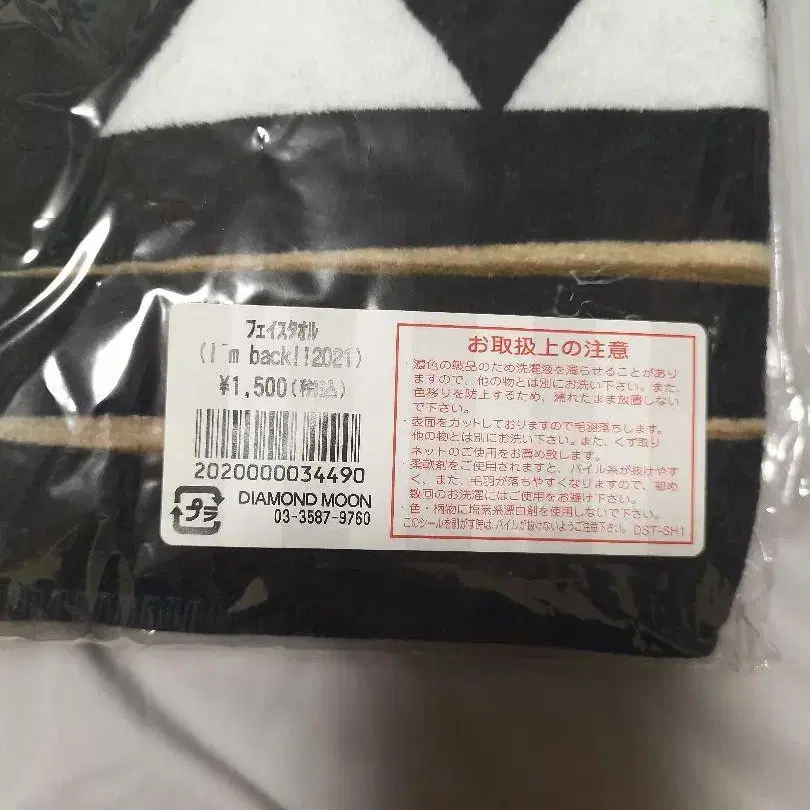 フェイスタオル
(I´m back!!2021)
¥1,500(税込)
2020000034490
プラ
DIAMOND MOON
03-3587-9760
お取扱上の注意
・濃色の製品のため洗濯液を濁らせることがあり
ますので、他の物とは別にお洗い下さい。また、
色移りを防止するため、濡れたまま放置しない
で下さい。
・表面をカットしておりますので毛羽落ちします。
他の物とは別にお洗い下さい。また、くず取り
ネットのご使用をお薦め致します。
・柔軟剤をご使用されますと、パイル糸が抜けやす
く、また、毛羽が落ちやすくなりますので、初め
数回のお洗濯にはご使用をお避け下さい。
・色・柄物に塩素系漂白剤を使用しないで下さい。
このシールを剥がす際は、パイルが抜けないようご注意下さい。 DST-SH1